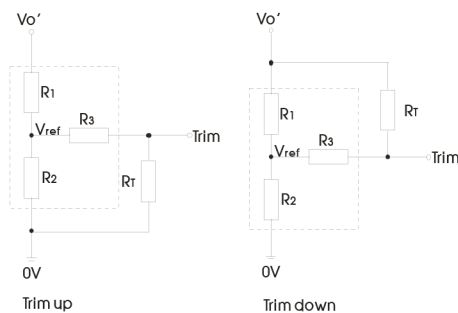 Vo'
R1
Vref
R3
Trim
R2
RT
0V
Trim up
Vo'
R1
RT
Vref
R3
Trim
R2
0V
Trim down